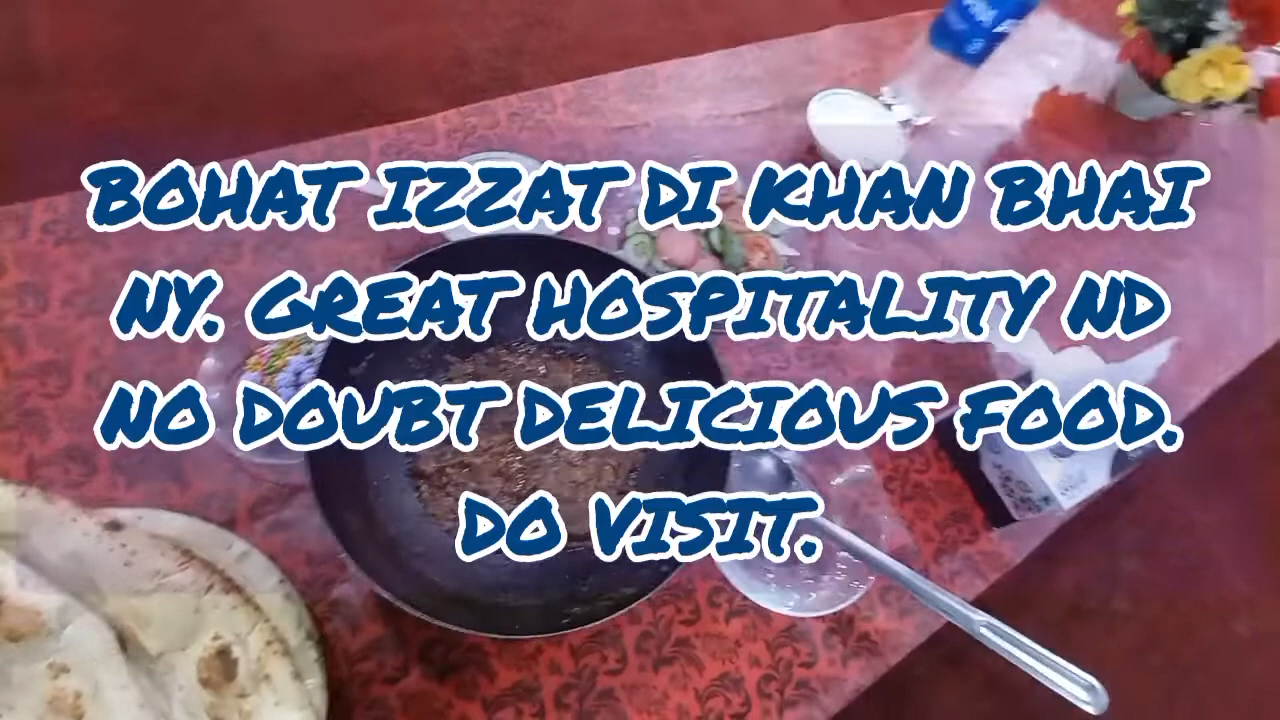 BOHAT IZZAT DI KHAN BHAI
NY. GREAT HOSPITALITY ND
NO DOUBT DELICIOUS FOOD.
DO VISIT.